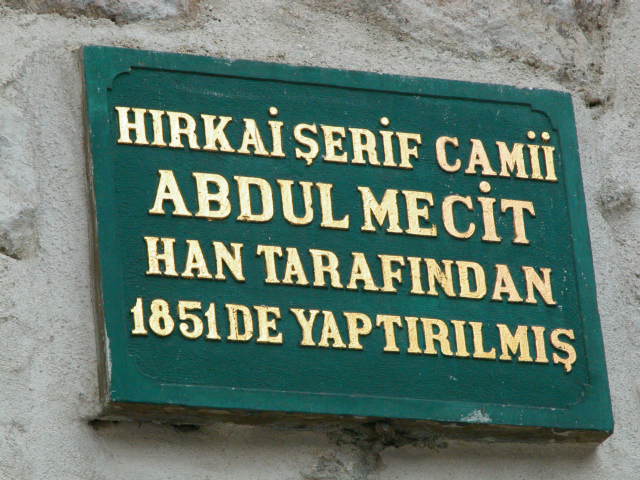 HIRKAİ ŞERİF CAMİİ
ABDUL MECİT
HAN TARAFINDAN
1851 DE YAPTIRILMIŞ